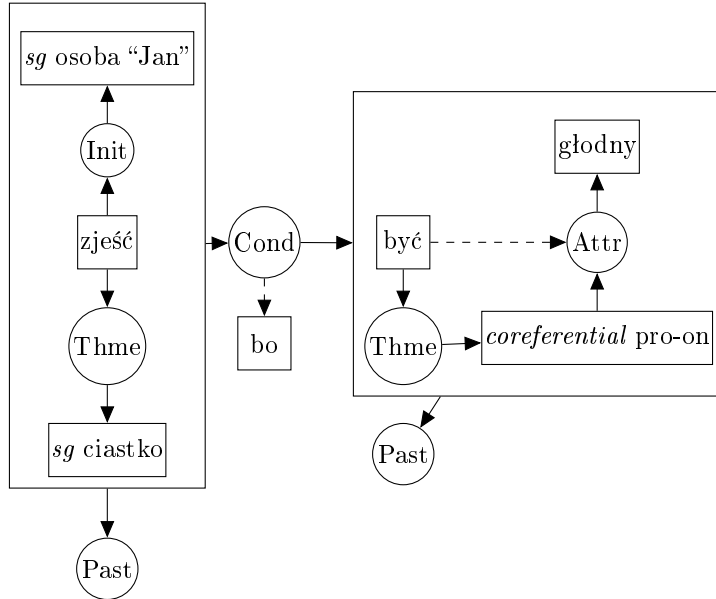 sg osoba “Jan”
Init
zjeść
Thme
sg ciastko
Past
Cond
bo
głodny
być
Attr
Thme
coreferential pro-on
Past